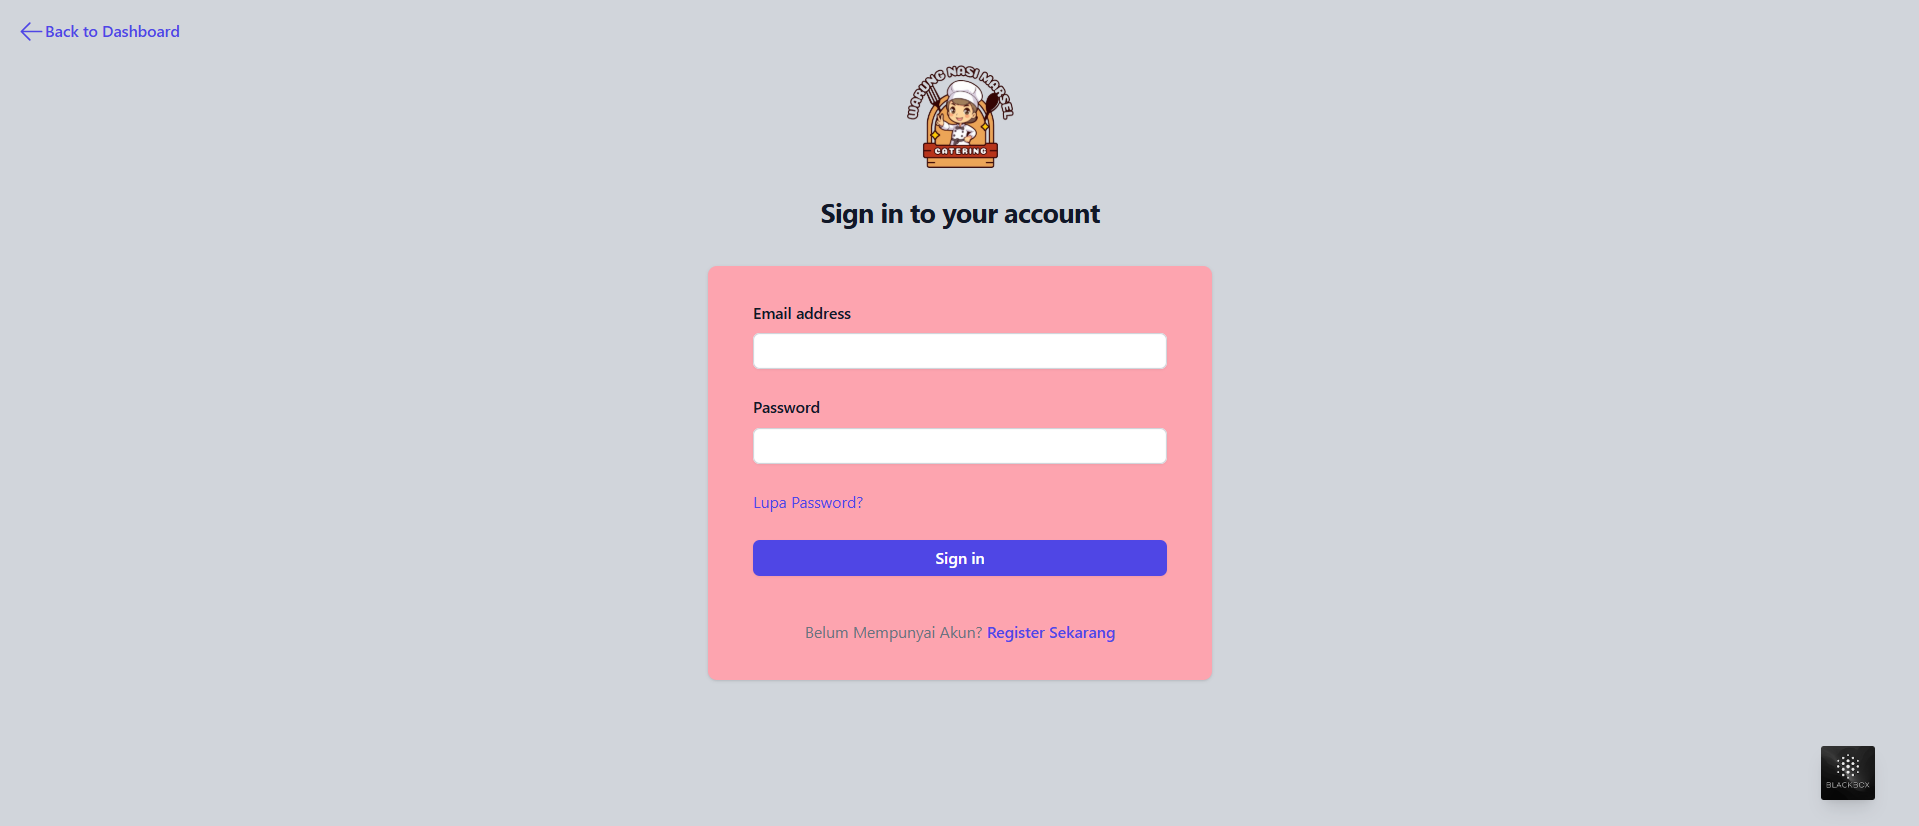 Back to Dashboard
WARUNG NASI MARSEL
CATERING
Sign in to your account
Email address
Password
Lupa Password?
Sign in
Belum Mempunyai Akun? Register Sekarang
BLACKBOX